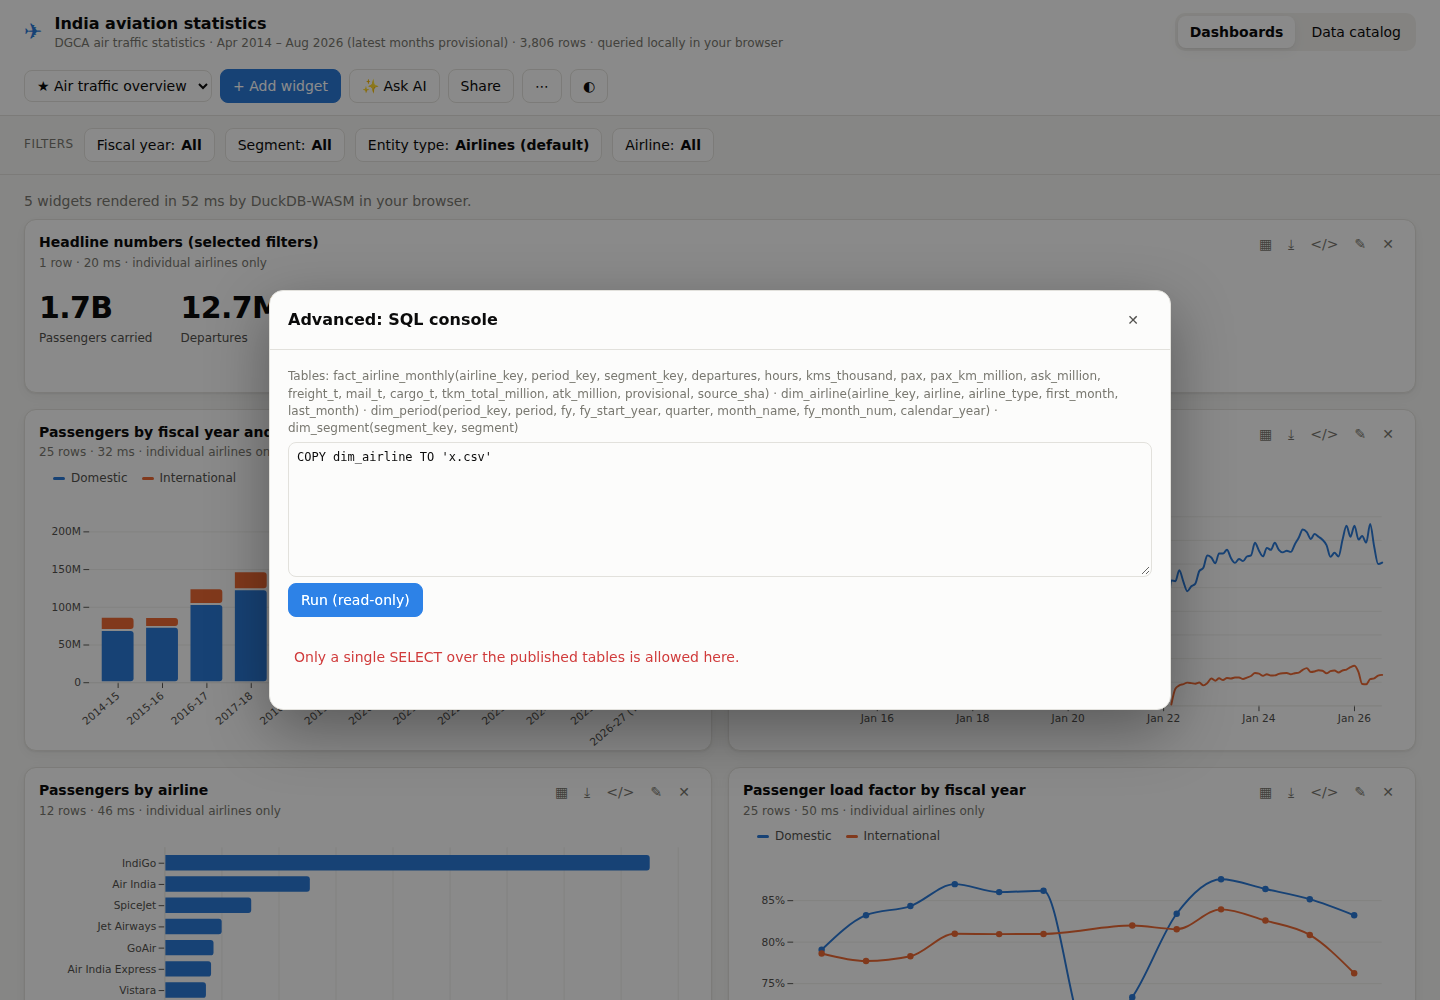 India aviation statistics
DGCA air traffic statistics · Apr 2014 – Aug 2026 (latest months provisional) · 3,806 rows · queried locally in your browser
Dashboards
Data catalog
★ Air traffic overview
+ Add widget
✨ Ask AI
Share
⋯
◐
FILTERS
Fiscal year: All
Segment: All
Entity type: Airlines (default)
Airline: All
5 widgets rendered in 52 ms by DuckDB-WASM in your browser.
Headline numbers (selected filters)
1 row · 20 ms · individual airlines only
</>
1.7B
12.7M
Passengers carried
Departures
Advanced: SQL console
✕
Tables: fact_airline_monthly(airline_key, period_key, segment_key, departures, hours, kms_thousand, pax, pax_km_million, ask_million,
freight_t, mail_t, cargo_t, tkm_total_million, atk_million, provisional, source_sha) · dim_airline(airline_key, airline, airline_type, first_month,
last_month) · dim_period(period_key, period, fy, fy_start_year, quarter, month_name, fy_month_num, calendar_year) ·
dim_segment(segment_key, segment)
COPY dim_airline TO 'x.csv'
Run (read-only)
Only a single SELECT over the published tables is allowed here.
Passengers by fiscal year and
25 rows · 32 ms · individual airlines on
Domestic
International
200M
150M
100M
50M
0
2014-15
2015-16
2016-17
2017-18
</>
Jan 16
Jan 18
Jan 20
Jan 22
Jan 24
Jan 26
Passengers by airline
12 rows · 46 ms · individual airlines only
</>
IndiGo
Air India
SpiceJet
Jet Airways
GoAir
Air India Express
Vistara
Passenger load factor by fiscal year
25 rows · 50 ms · individual airlines only
</>
Domestic
International
85%
80%
75%